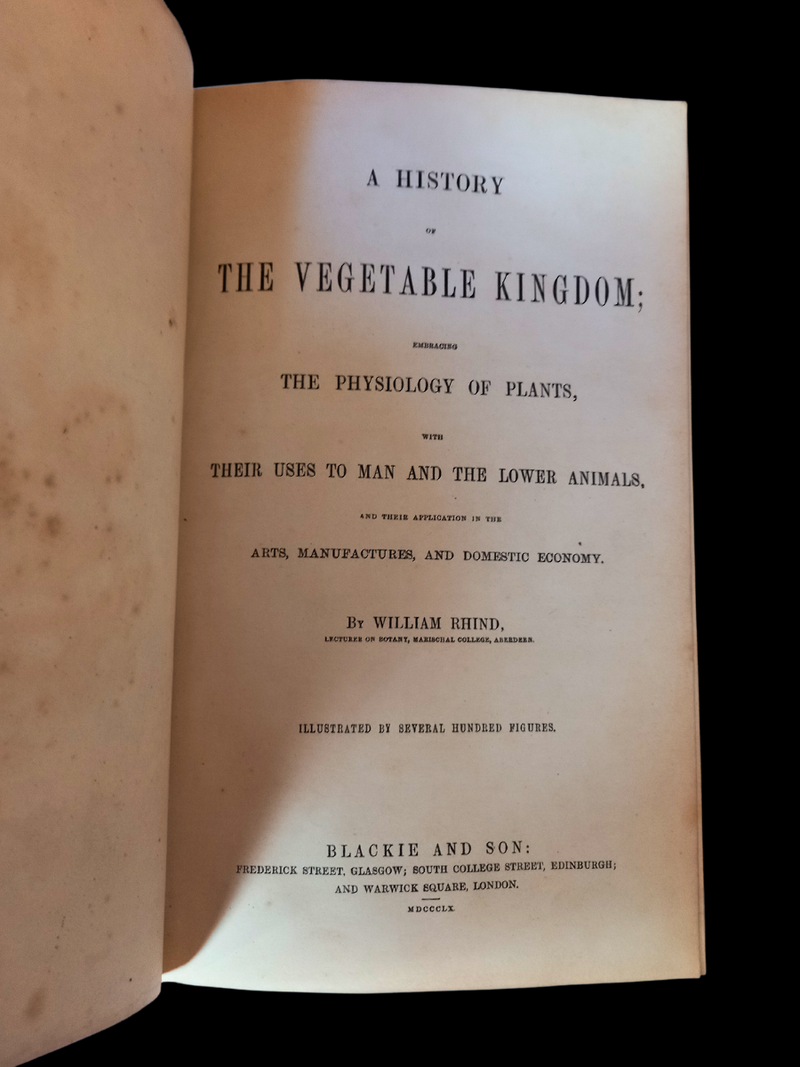 A HISTORY
OF
THE VEGETABLE KINGDOM;
EMBRACING
THE PHYSIOLOGY OF PLANTS,
WITH
THEIR USES TO MAN AND THE LOWER ANIMALS,
AND THEIR APPLICATION IN THE
ARTS, MANUFACTURES, AND DOMESTIC ECONOMY.
BY WILLIAM RHIND,
LECTURER ON BOTANY, MARISCHAL COLLEGE, ABERDEEN.
ILLUSTRATED BY SEVERAL HUNDRED FIGURES.
BLACKIE AND SON:
FREDERICK STREET, GLASGOW; SOUTH COLLEGE STREET, EDINBURGH;
AND WARWICK SQUARE, LONDON.
MDCCCLX.